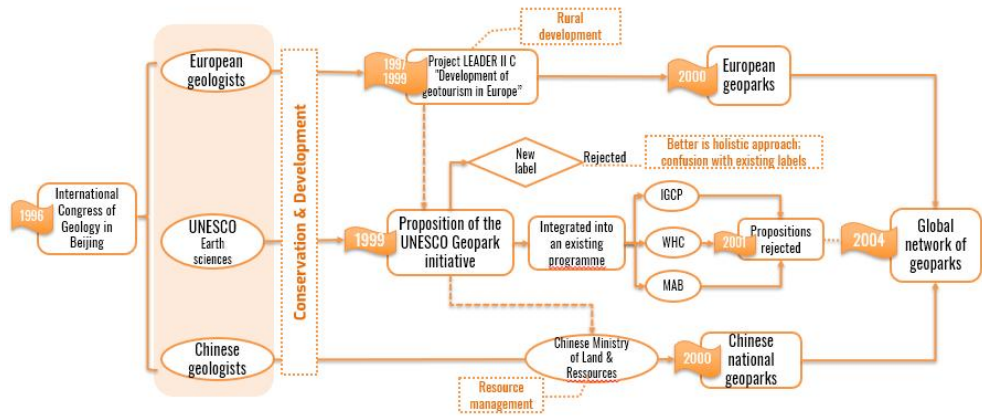 Rural
development
European
geologists
1997
1999
Project LEADER II C
"Development of
geotourism in Europe"
2000
European
geoparks
Conservation & Development
New
label
Rejected
Better is holistic approach;
confusion with existing labels
1996
International
Congress of
Geology in
Beijing
UNESCO
Earth
sciences
1999
Proposition of the
UNESCO Geopark
initiative
Integrated into
an existing
programme
IGCP
WHC
MAB
2001
Propositions
rejected
2004
Global
network of
geoparks
Chinese
geologists
Chinese Ministry
of Land &
Ressources
2000
Chinese
national
geoparks
Resource
management